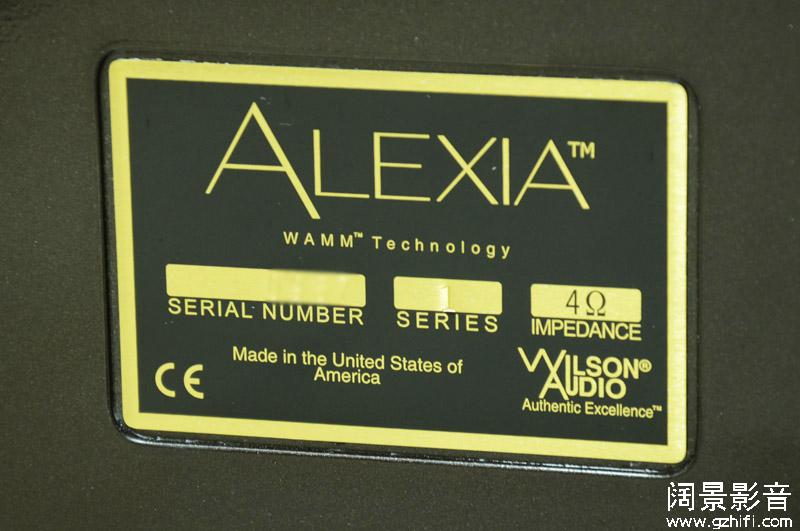 ALEXIA™
WAMM™ Technology
1
4Ω
SERIAL NUMBER
SERIES
IMPEDANCE
Made in the United States of
America
CE
WILSON®
AUDIO
Authentic Excellence™
阔景影音
www.gzhifi.com